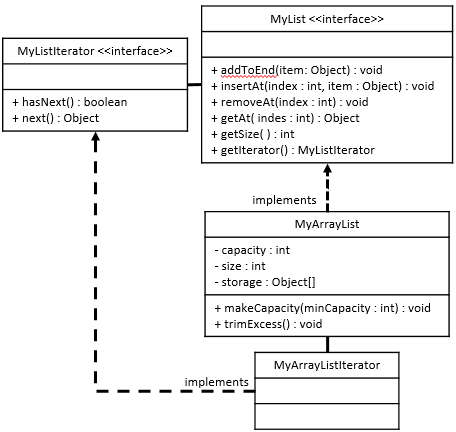 MyList <<interface>>
+ addToEnd(item: Object) : void
+ insertAt(index : int, item : Object) : void
+ removeAt(index : int) : void
+ getAt( indes : int) : Object
+ getSize( ) : int
+ getIterator() : MyListIterator
MyListIterator <<interface>>
+ hasNext() : boolean
+ next() : Object
implements
MyArrayList
- capacity : int
- size : int
- storage : Object[]
+ makeCapacity(minCapacity : int) : void
+ trimExcess() : void
MyArrayListIterator
implements